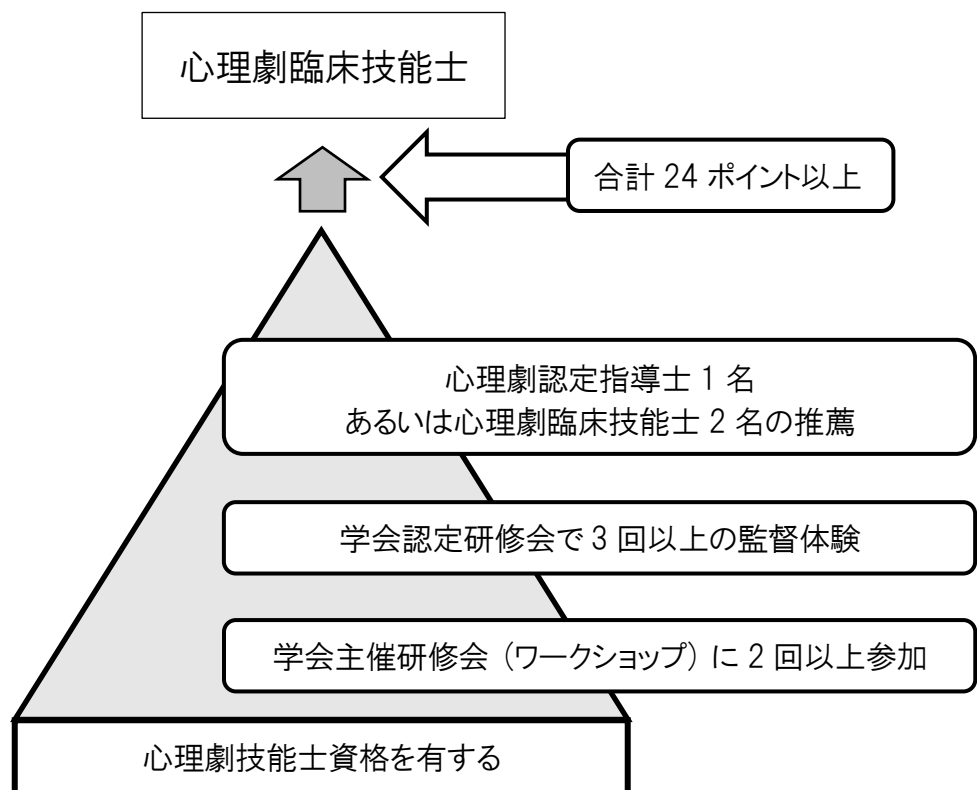 心理劇臨床技能士
合計 24 ポイント以上
心理劇認定指導士 1 名
あるいは心理劇臨床技能士 2 名の推薦
学会認定研修会で 3 回以上の監督体験
学会主催研修会 (ワークショップ) に 2 回以上参加
心理劇技能士資格を有する